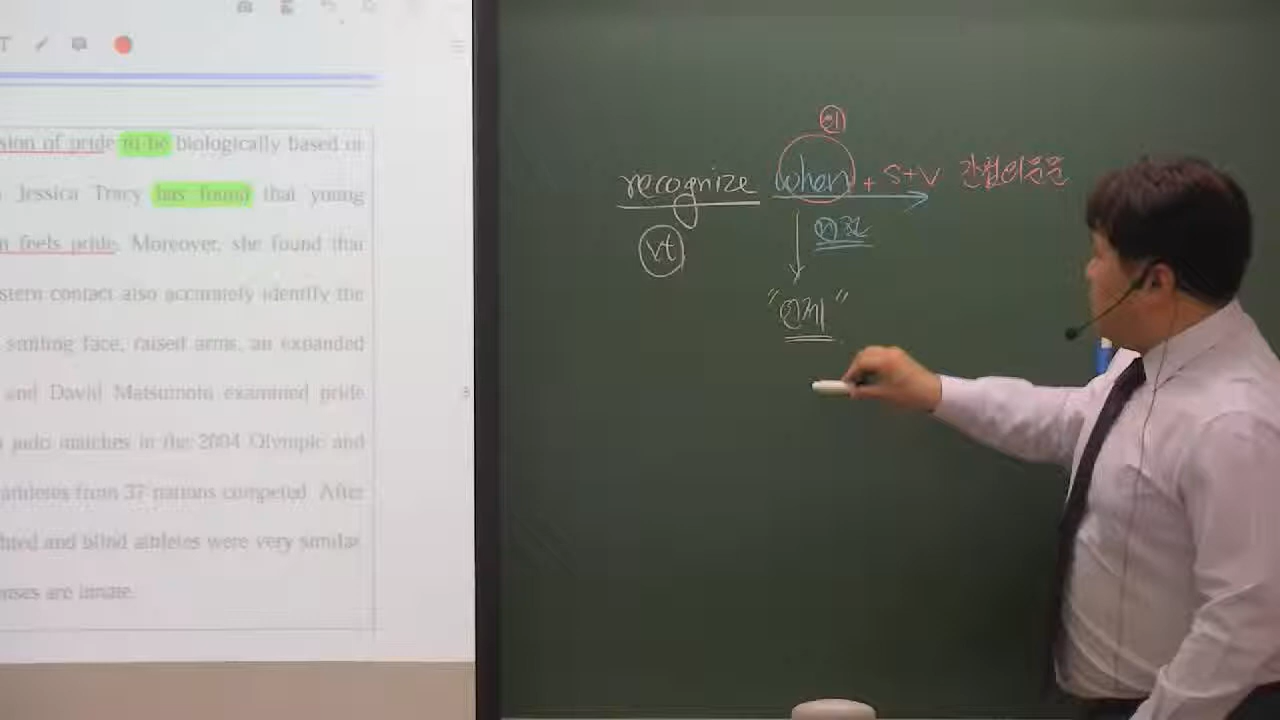 sion of pride to be biologically based or
Jessica Tracy has found that young
n feels pride. Moreover, she found that
stern contact also accurately identify the
smiling face, raised arms, an expanded
and David Matsumoto examined pride
judo matches in the 2004 Olympic and
athletes from 37 nations competed. After
hted and blind athletes were very similar.
nses are innate.
의
recognize when + S+V 간접의문문
vt
"언제"